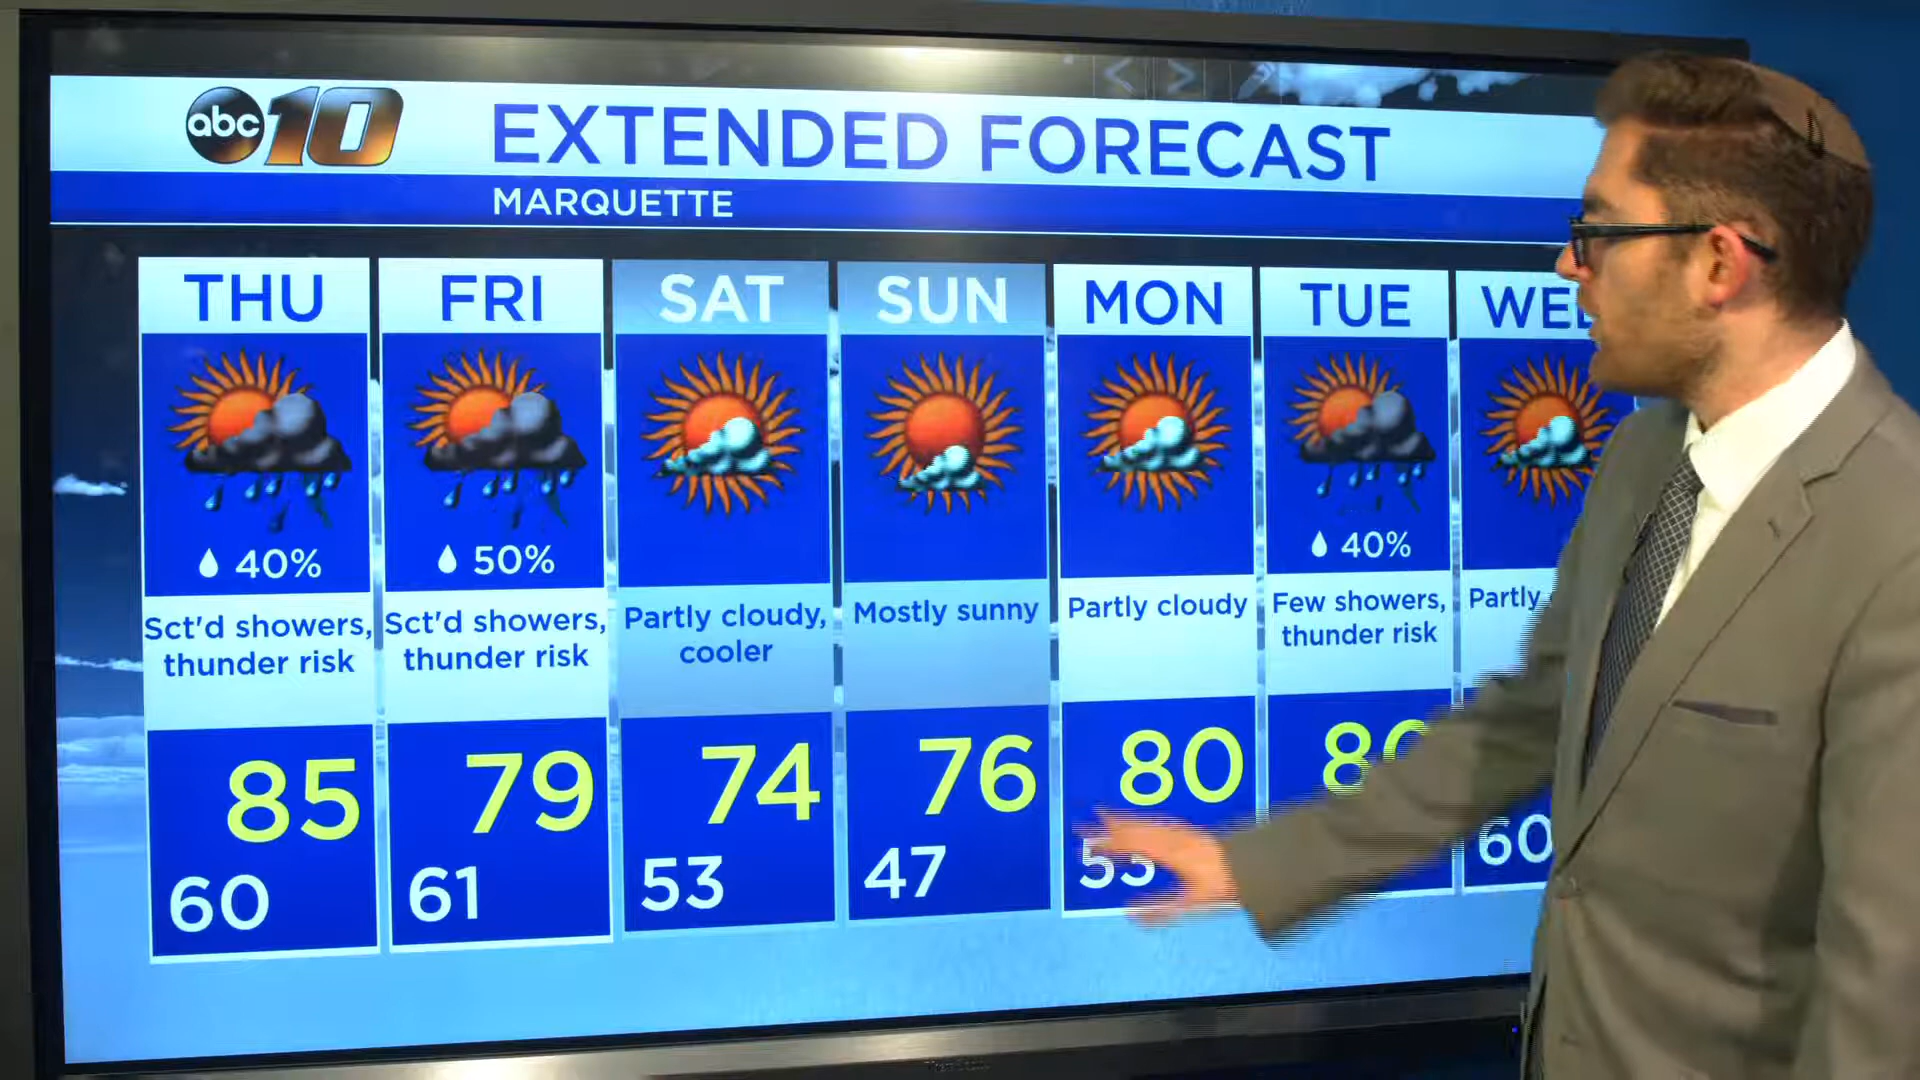 abc 10
EXTENDED FORECAST
MARQUETTE
THU
FRI
SAT
SUN
MON
TUE
40%
50%
40%
Sct'd showers,
thunder risk
Sct'd showers,
thunder risk
Partly cloudy,
cooler
Mostly sunny
Partly cloudy
Few showers,
thunder risk
Partly
85
79
74
76
80
60
61
53
47
53
60